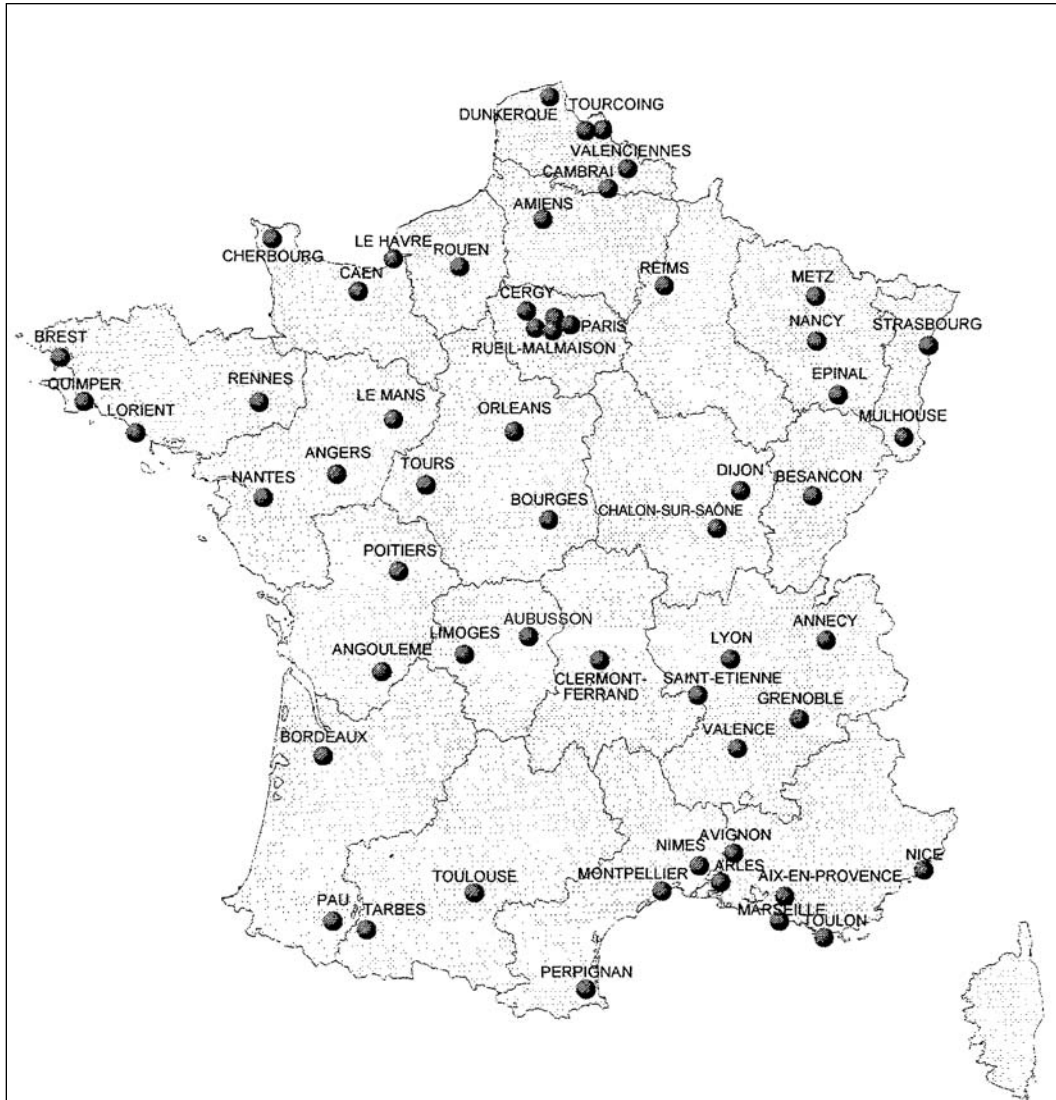 DUNKERQUE
TOURCOING
VALENCIENNES
CAMBRAI
AMIENS
CHERBOURG
LE HAVRE
ROUEN
CAEN
REIMS
METZ
CERGY
PARIS
NANCY
STRASBOURG
BREST
RUEIL-MALMAISON
QUIMPER
RENNES
EPINAL
LE MANS
LORIENT
ORLEANS
MULHOUSE
ANGERS
TOURS
NANTES
DIJON
BESANCON
BOURGES
CHALON-SUR-SAÔNE
POITIERS
AUBUSSON
ANNECY
LIMOGES
LYON
ANGOULEME
CLERMONT-
FERRAND
SAINT-ETIENNE
GRENOBLE
BORDEAUX
VALENCE
AVIGNON
NIMES
NICE
ARLES
MONTPELLIER
AIX-EN-PROVENCE
TOULOUSE
PAU
TARBES
MARSEILLE
TOULON
PERPIGNAN